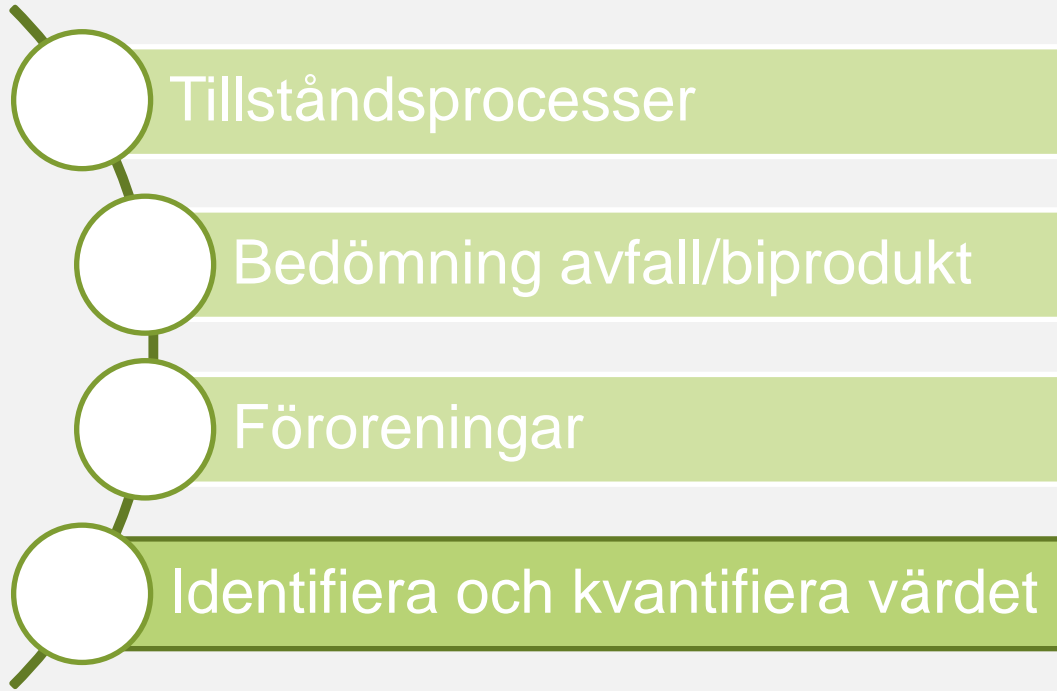 Tillståndsprocesser
Bedömning avfall/biprodukt
Föroreningar
Identifiera och kvantifiera värdet